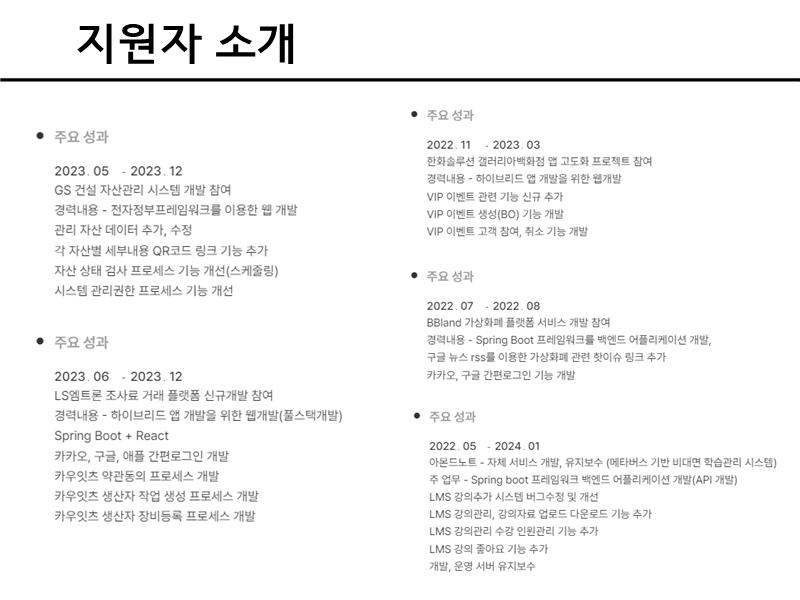 지원자 소개
주요 성과
2023. 05 - 2023. 12
GS 건설 자산관리 시스템 개발 참여
경력내용 - 전자정부프레임워크를 이용한 웹 개발
관리 자산 데이터 추가, 수정
각 자산별 세부내용 QR코드 링크 기능 추가
자산 상태 검사 프로세스 기능 개선(스케줄링)
시스템 관리권한 프로세스 기능 개선
주요 성과
2023. 06 - 2023. 12
LS엠트론 조사료 거래 플랫폼 신규개발 참여
경력내용 - 하이브리드 앱 개발을 위한 웹개발(풀스택개발)
Spring Boot + React
카카오, 구글, 애플 간편로그인 개발
카우잇츠 약관동의 프로세스 개발
카우잇츠 생산자 작업 생성 프로세스 개발
카우잇츠 생산자 장비등록 프로세스 개발
주요 성과
2022. 11 - 2023. 03
한화솔루션 갤러리아백화점 앱 고도화 프로젝트 참여
경력내용 - 하이브리드 앱 개발을 위한 웹개발
VIP 이벤트 관련 기능 신규 추가
VIP 이벤트 생성(BO) 기능 개발
VIP 이벤트 고객 참여, 취소 기능 개발
주요 성과
2022. 07 - 2022. 08
BBland 가상화폐 플랫폼 서비스 개발 참여
경력내용 - Spring Boot 프레임워크를 백엔드 어플리케이션 개발,
구글 뉴스 rss를 이용한 가상화폐 관련 핫이슈 링크 추가
카카오, 구글 간편로그인 기능 개발
주요 성과
2022. 05 - 2024. 01
아몬드노트 - 자체 서비스 개발, 유지보수 (메타버스 기반 비대면 학습관리 시스템)
주 업무 - Spring boot 프레임워크 백엔드 어플리케이션 개발(API 개발)
LMS 강의추가 시스템 버그수정 및 개선
LMS 강의관리, 강의자료 업로드 다운로드 기능 추가
LMS 강의관리 수강 인원관리 기능 추가
LMS 강의 좋아요 기능 추가
개발, 운영 서버 유지보수